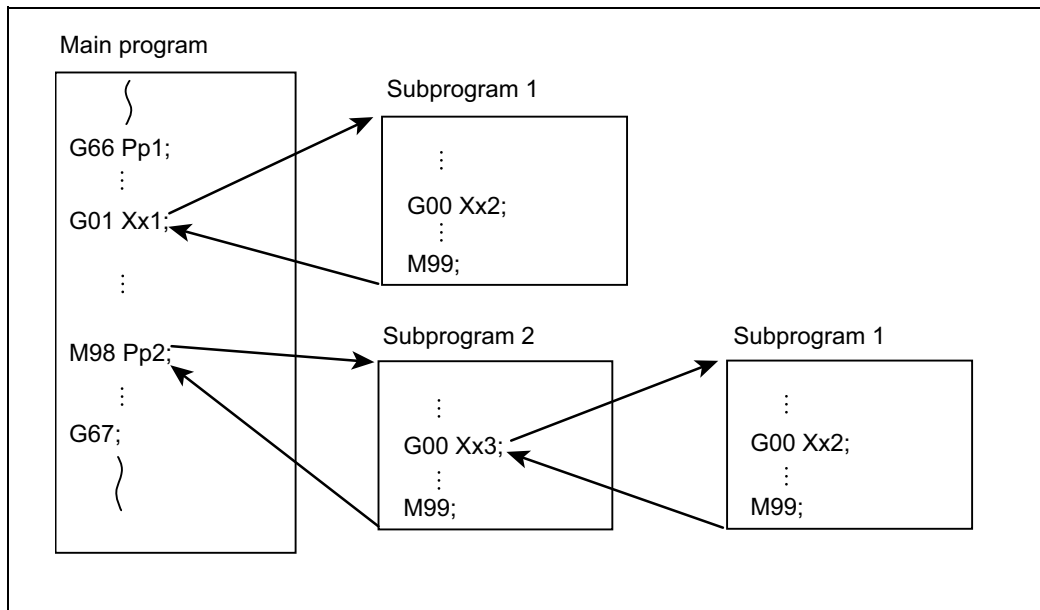 Main program
G66 Pp1;
⋮
G01 Xx1;
⋮
M98 Pp2;
⋮
G67;
Subprogram 1
⋮
G00 Xx2;
⋮
M99;
Subprogram 2
⋮
G00 Xx3;
⋮
M99;
Subprogram 1
⋮
G00 Xx2;
⋮
M99;